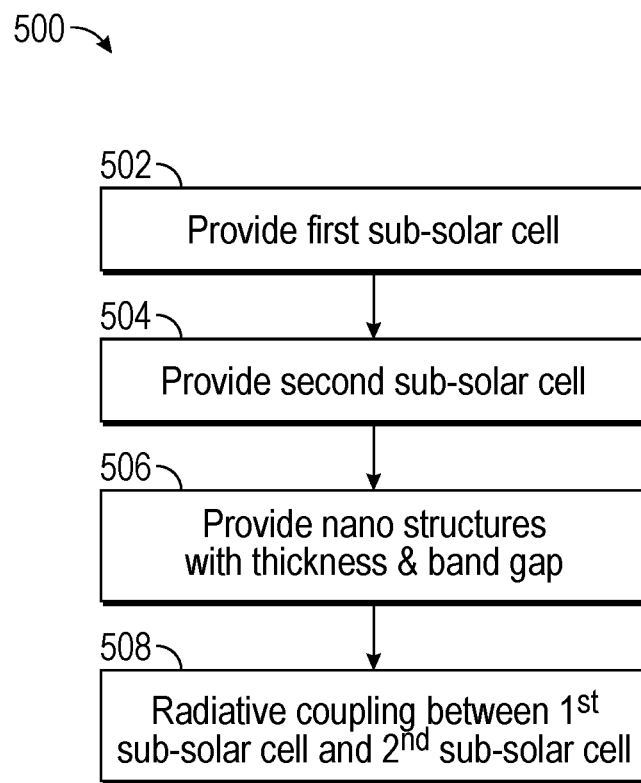 500
502
Provide first sub-solar cell
504
Provide second sub-solar cell
506
Provide nano structures
with thickness & band gap
508
Radiative coupling between 1st
sub-solar cell and 2nd sub-solar cell